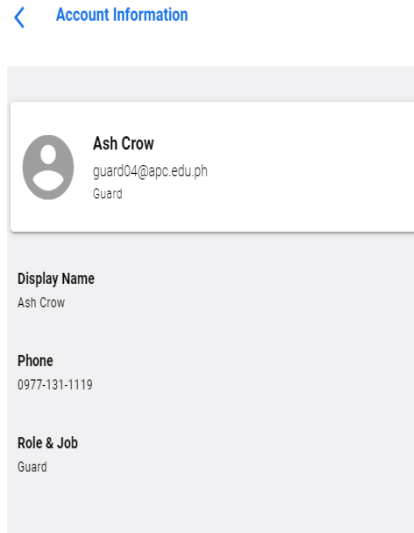 Account Information
Ash Crow
guard04@apc.edu.ph
Guard
Display Name
Ash Crow
Phone
0977-131-1119
Role & Job
Guard